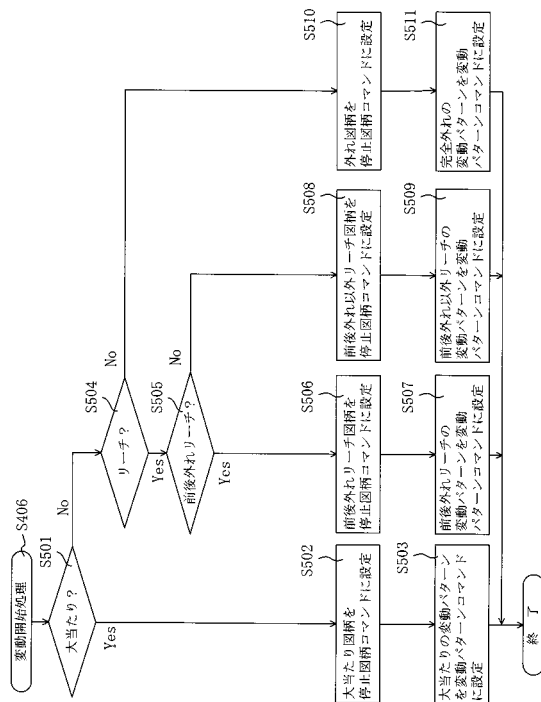 変動開始処理
S406
S501
大当たり？
No
Yes
S504
リーチ？
No
Yes
S505
前後外れリーチ？
No
Yes
S502
大当たり図柄を
停止図柄コマンドに設定
S506
前後外れリーチ図柄を
停止図柄コマンドに設定
S508
前後外れ以外リーチ図柄を
停止図柄コマンドに設定
S510
外れ図柄を
停止図柄コマンドに設定
S503
大当たりの変動パターン
を変動パターンコマンド
に設定
S507
前後外れリーチの
変動パターンを変動
パターンコマンドに設定
S509
前後外れ以外リーチの
変動パターンを変動
パターンコマンドに設定
S511
完全外れの
変動パターンを変動
パターンコマンドに設定
終了